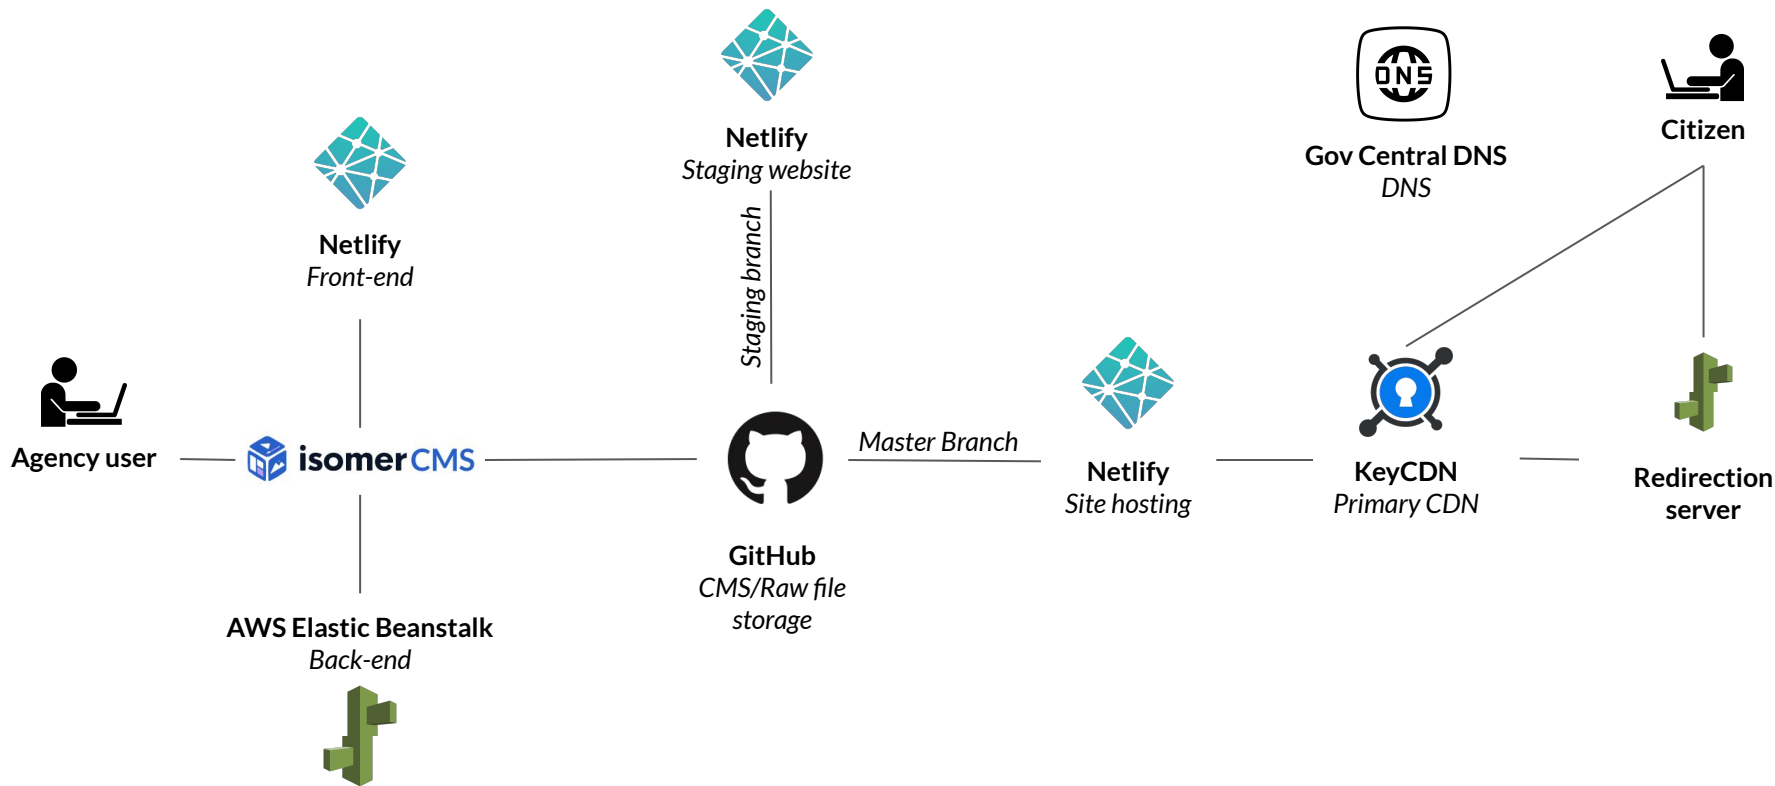 Netlify
Staging website
DNS
Gov Central DNS
DNS
Citizen
Netlify
Front-end
Staging branch
Agency user
isomerCMS
Master Branch
Netlify
Site hosting
KeyCDN
Primary CDN
Redirection
server
GitHub
CMS/Raw file
storage
AWS Elastic Beanstalk
Back-end